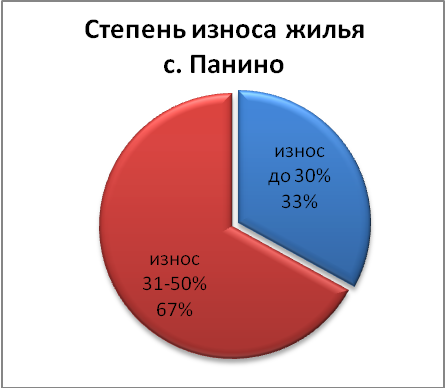 Степень износа жилья
с. Панино
износ
до 30%
33%
износ
31-50%
67%